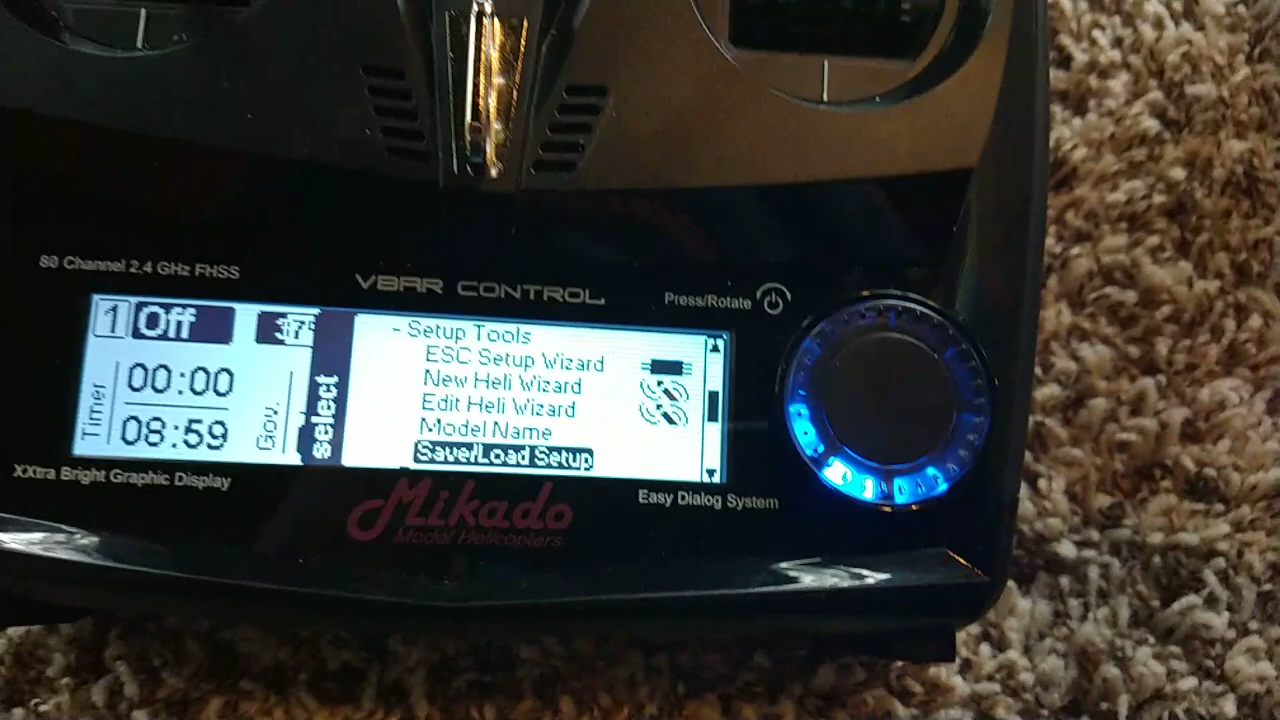 80 Channel 2,4 GHz FHSS
VBAR CONTROL
Press/Rotate
1 Off
Timer
00:00
08:59
Gov.
select
- Setup Tools
ESC Setup Wizard
New Heli Wizard
Edit Heli Wizard
Model Name
Save/Load Setup
XXtra Bright Graphic Display
Mikado
Model Helicopters
Easy Dialog System